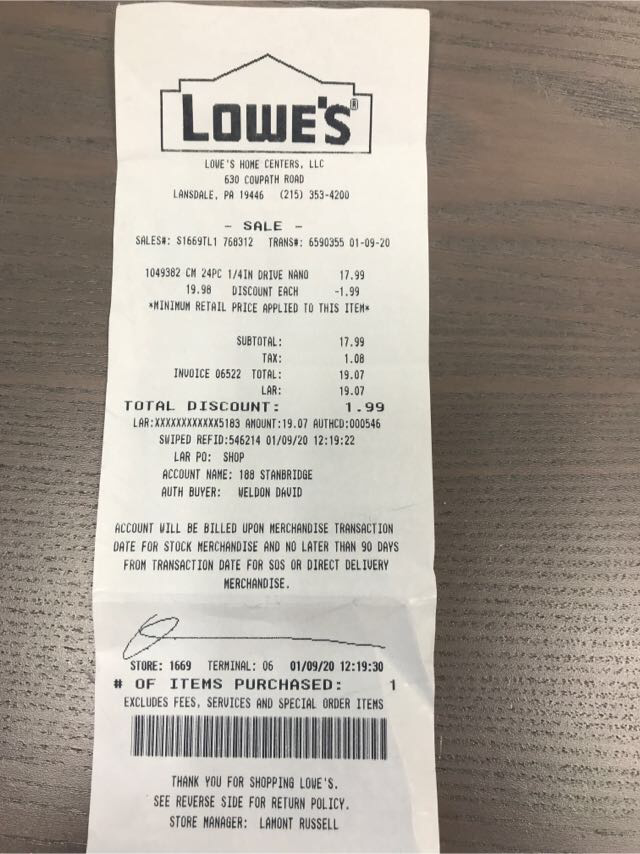 LOWE'S®
LOWE'S HOME CENTERS, LLC
630 COWPATH ROAD
LANSDALE, PA 19446 (215) 353-4200
- SALE -
SALES#: S1669TL1 768312 TRANS#: 6590355 01-09-20
1049382 CM 24PC 1/4IN DRIVE NANO 17.99
19.98 DISCOUNT EACH -1.99
*MINIMUM RETAIL PRICE APPLIED TO THIS ITEM*
SUBTOTAL: 17.99
TAX: 1.08
INVOICE 06522 TOTAL: 19.07
LAR: 19.07
TOTAL DISCOUNT: 1.99
LAR:XXXXXXXXXXXX5183 AMOUNT:19.07 AUTHCD:000546
SWIPED REFID:546214 01/09/20 12:19:22
LAR PO: SHOP
ACCOUNT NAME: 188 STANBRIDGE
AUTH BUYER: WELDON DAVID
ACCOUNT WILL BE BILLED UPON MERCHANDISE TRANSACTION
DATE FOR STOCK MERCHANDISE AND NO LATER THAN 90 DAYS
FROM TRANSACTION DATE FOR SOS OR DIRECT DELIVERY
MERCHANDISE.
STORE: 1669 TERMINAL: 06 01/09/20 12:19:30
# OF ITEMS PURCHASED: 1
EXCLUDES FEES, SERVICES AND SPECIAL ORDER ITEMS
THANK YOU FOR SHOPPING LOWE'S.
SEE REVERSE SIDE FOR RETURN POLICY.
STORE MANAGER: LAMONT RUSSELL